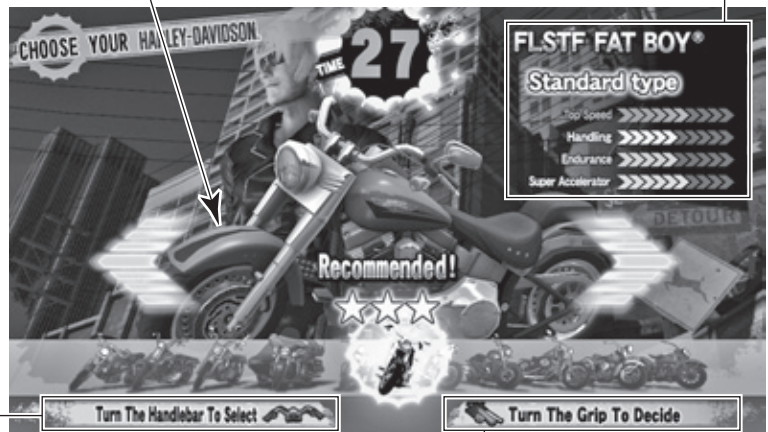 CHOOSE YOUR HARLEY-DAVIDSON.
TIME
27
FLSTF FAT BOY®
Standard type
Top Speed
Handling
Endurance
Super Accelerator
DETOUR
Recommended!
Turn The Handlebar To Select
Turn The Grip To Decide